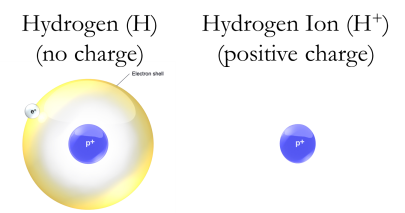 Hydrogen (H)
(no charge)
Electron shell
e⁻
p+
Hydrogen Ion (H⁺)
(positive charge)
p+